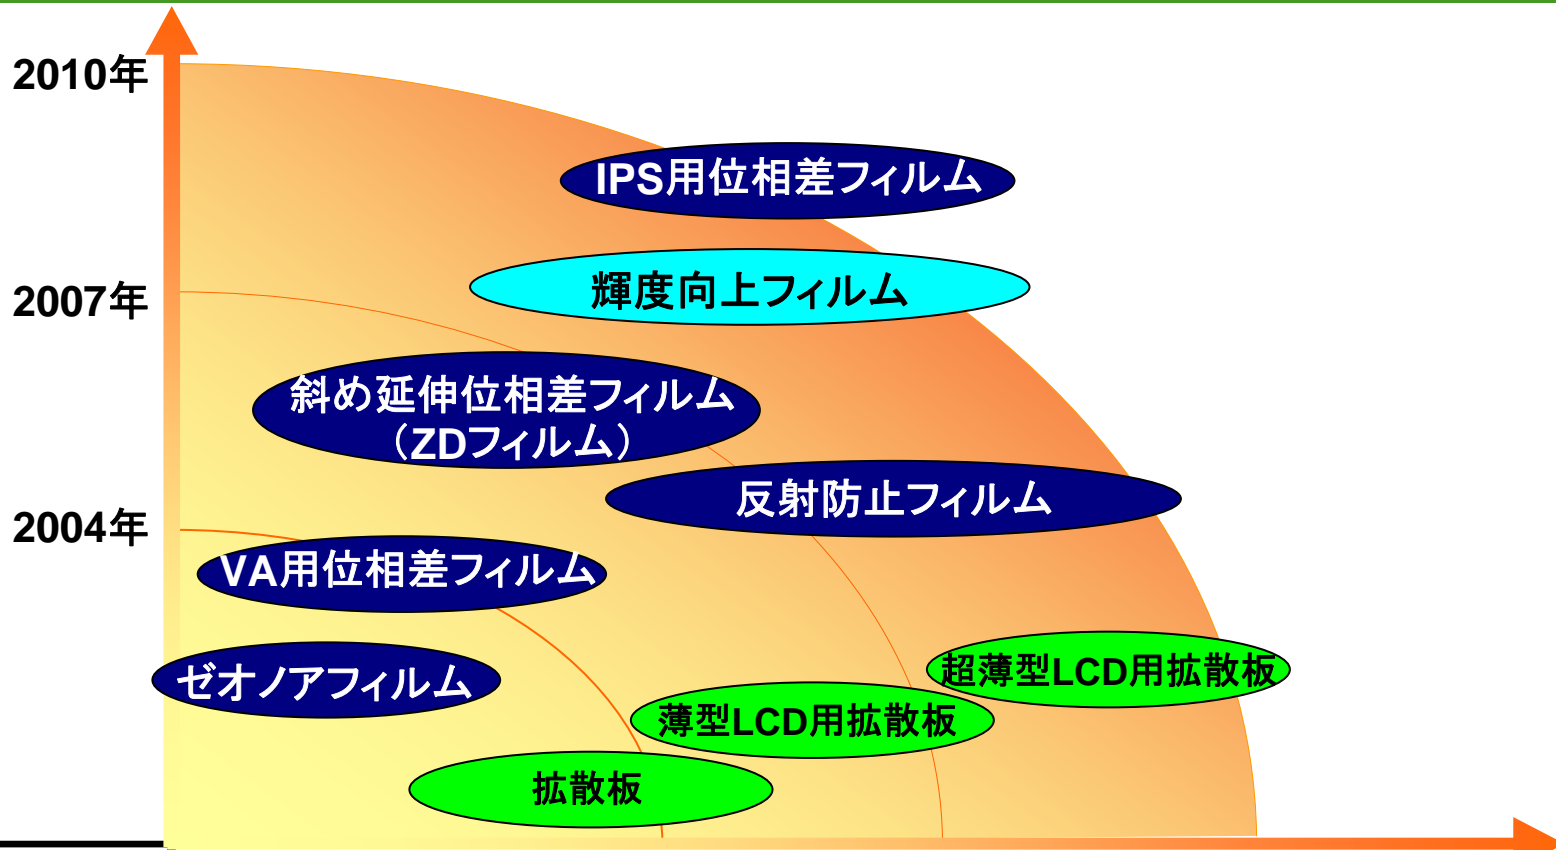 2010年
IPS用位相差フィルム
輝度向上フィルム
2007年
斜め延伸位相差フィルム
（ZDフィルム）
反射防止フィルム
2004年
VA用位相差フィルム
ゼオノアフィルム
超薄型LCD用拡散板
薄型LCD用拡散板
拡散板